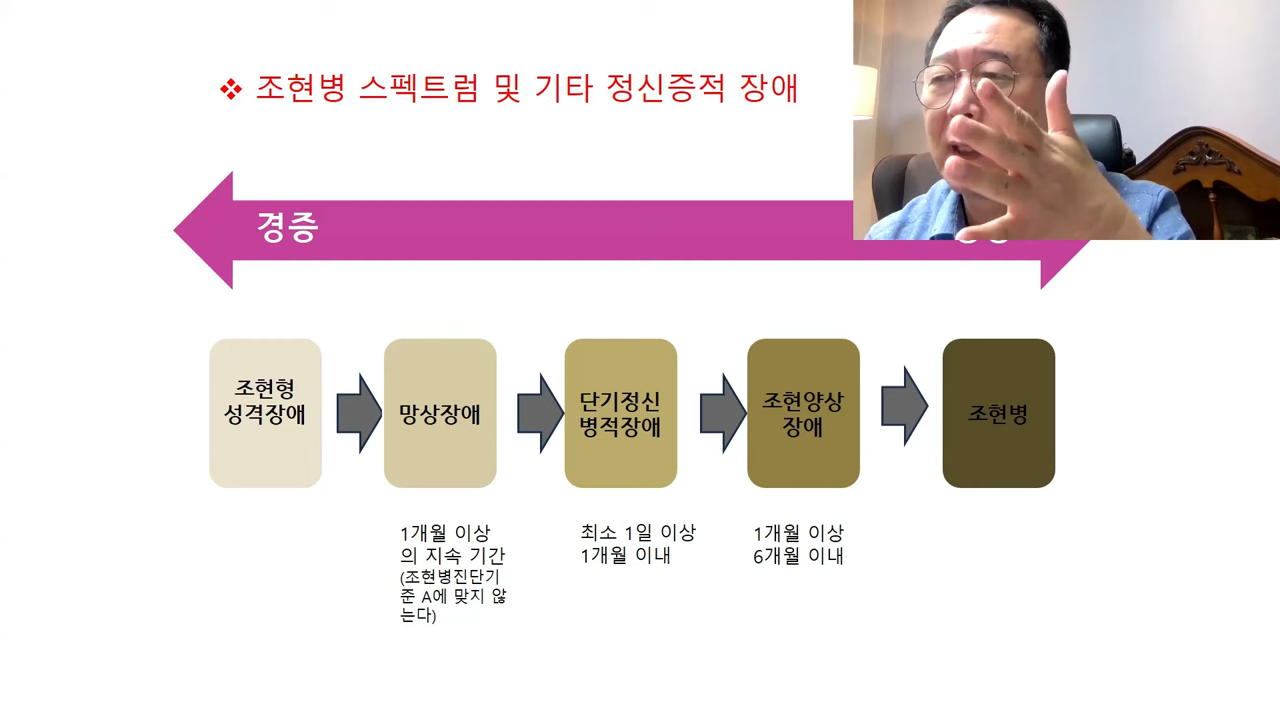 ❖ 조현병 스펙트럼 및 기타 정신증적 장애
경증
조현형
성격장애
망상장애
단기정신
병적장애
조현양상
장애
조현병
1개월 이상
의 지속 기간
(조현병진단기
준 A에 맞지 않
는다)
최소 1일 이상
1개월 이내
1개월 이상
6개월 이내